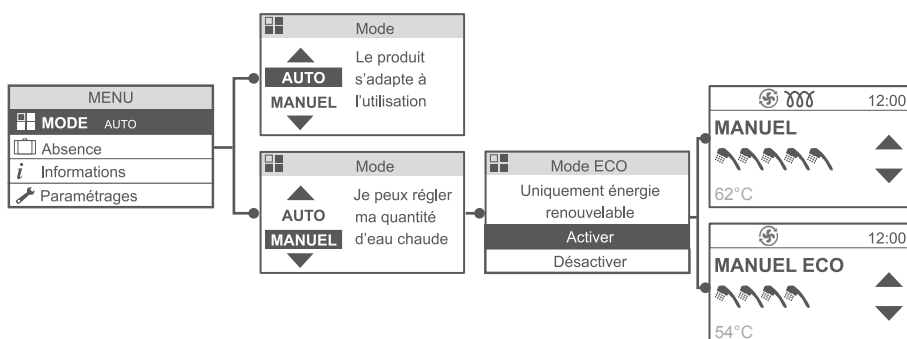 MENU
MODE AUTO
Absence
i Informations
Paramétrages
Mode
AUTO
MANUEL
Le produit
s'adapte à
l'utilisation
Mode
AUTO
MANUEL
Je peux régler
ma quantité
d'eau chaude
Mode ECO
Uniquement énergie
renouvelable
Activer
Désactiver
12:00
MANUEL
62°C
12:00
MANUEL ECO
54°C